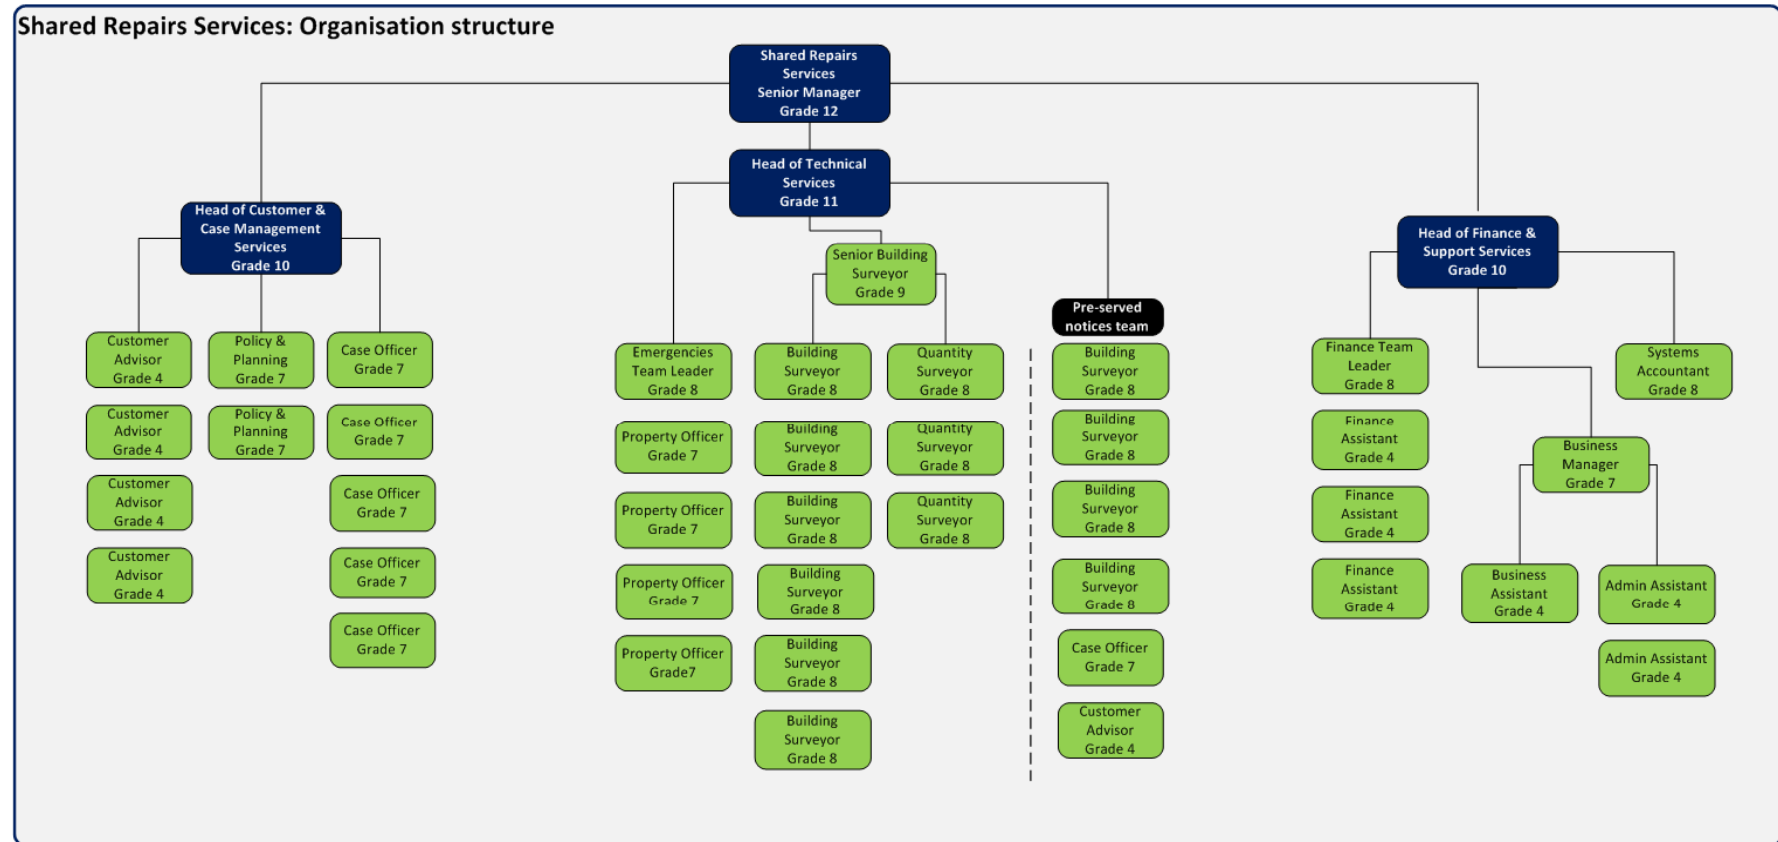 Shared Repairs Services: Organisation structure
Shared Repairs
Services
Senior Manager
Grade 12
Head of Technical
Services
Grade 11
Head of Customer &
Case Management
Services
Grade 10
Head of Finance &
Support Services
Grade 10
Senior Building
Surveyor
Grade 9
Pre-served
notices team
Customer
Advisor
Grade 4
Customer
Advisor
Grade 4
Customer
Advisor
Grade 4
Customer
Advisor
Grade 4
Policy &
Planning
Grade 7
Policy &
Planning
Grade 7
Case Officer
Grade 7
Case Officer
Grade 7
Case Officer
Grade 7
Case Officer
Grade 7
Case Officer
Grade 7
Emergencies
Team Leader
Grade 8
Property Officer
Grade 7
Property Officer
Grade 7
Property Officer
Grade 7
Property Officer
Grade7
Building
Surveyor
Grade 8
Building
Surveyor
Grade 8
Building
Surveyor
Grade 8
Building
Surveyor
Grade 8
Building
Surveyor
Grade 8
Building
Surveyor
Grade 8
Quantity
Surveyor
Grade 8
Quantity
Surveyor
Grade 8
Quantity
Surveyor
Grade 8
Building
Surveyor
Grade 8
Building
Surveyor
Grade 8
Building
Surveyor
Grade 8
Building
Surveyor
Grade 8
Case Officer
Grade 7
Customer
Advisor
Grade 4
Finance Team
Leader
Grade 8
Finance
Assistant
Grade 4
Finance
Assistant
Grade 4
Finance
Assistant
Grade 4
Business
Manager
Grade 7
Business
Assistant
Grade 4
Admin Assistant
Grade 4
Admin Assistant
Grade 4
Systems
Accountant
Grade 8